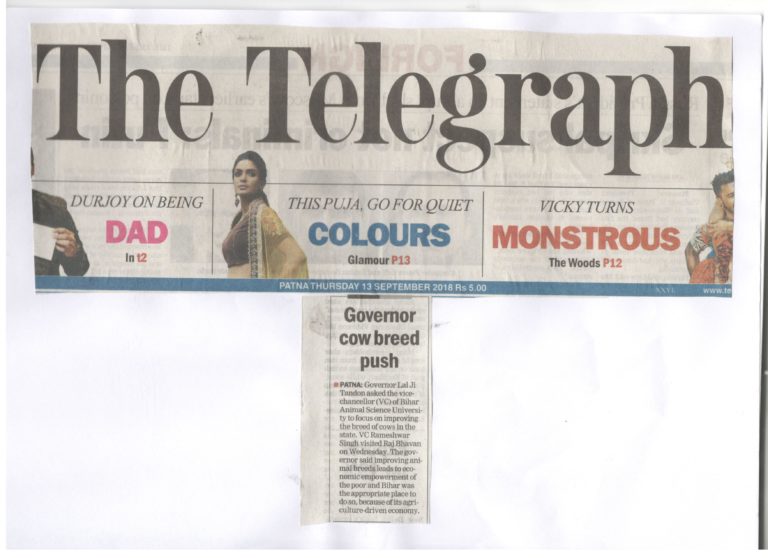 The Telegraph
DURJOY ON BEING
DAD
In t2
THIS PUJA, GO FOR QUIET
COLOURS
Glamour P13
VICKY TURNS
MONSTROUS
The Woods P12
PATNA THURSDAY 13 SEPTEMBER 2018 Rs 5.00
www.te
Governor
cow breed
push
PATNA: Governor Lal Ji
Tandon asked the vice-
chancellor (VC) of Bihar
Animal Science Universi-
ty to focus on improving
the breed of cows in the
state. VC Rameshwar
Singh visited Raj Bhavan
on Wednesday. The gov-
ernor said improving ani-
mal breeds leads to eco-
nomic empowerment of
the poor and Bihar was
the appropriate place to
do so, because of its agri-
culture-driven economy.